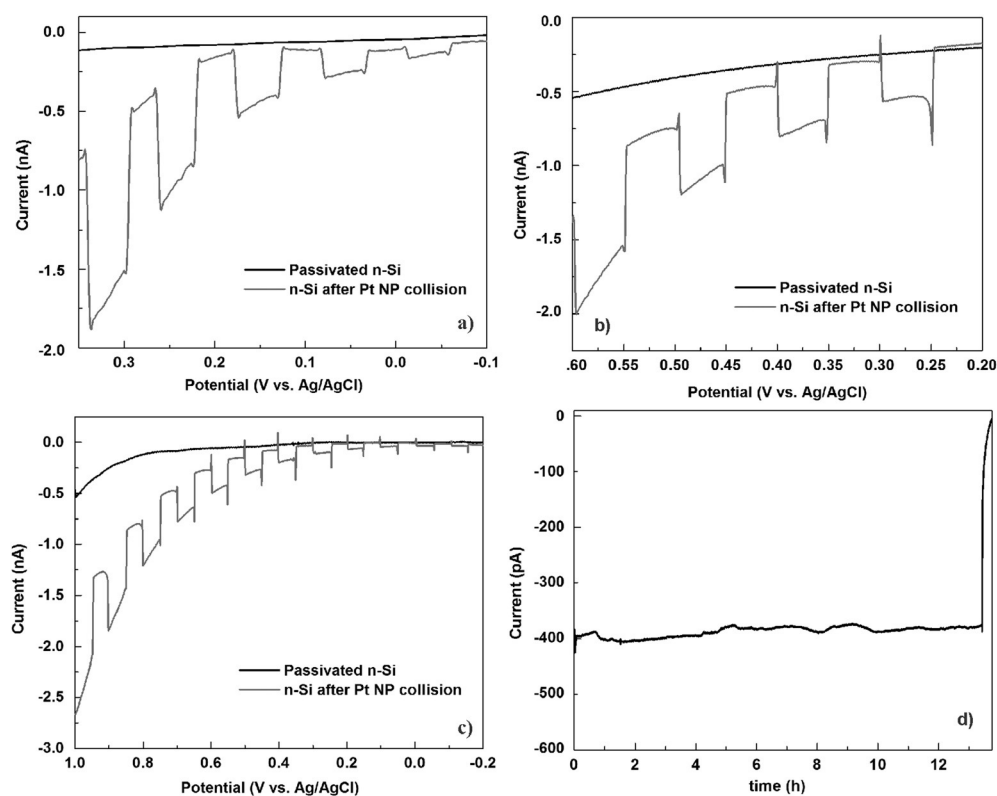 0.0
-0.5
-1.0
-1.5
-2.0
Current (nA)
Passivated n-Si
n-Si after Pt NP collision
a)
0.3 0.2 0.1 0.0 -0.1
Potential (V vs. Ag/AgCl)
0.0
-0.5
-1.0
-1.5
-2.0
Current (nA)
Passivated n-Si
n-Si after Pt NP collision
b)
.60 0.55 0.50 0.45 0.40 0.35 0.30 0.25 0.20
Potential (V vs. Ag/AgCl)
0.0
-0.5
-1.0
-1.5
-2.0
-2.5
-3.0
Current (nA)
Passivated n-Si
n-Si after Pt NP collision
c)
1.0 0.8 0.6 0.4 0.2 0.0 -0.2
Potential (V vs. Ag/AgCl)
0
-100
-200
-300
-400
-500
-600
Current (pA)
d)
0 2 4 6 8 10 12
time (h)